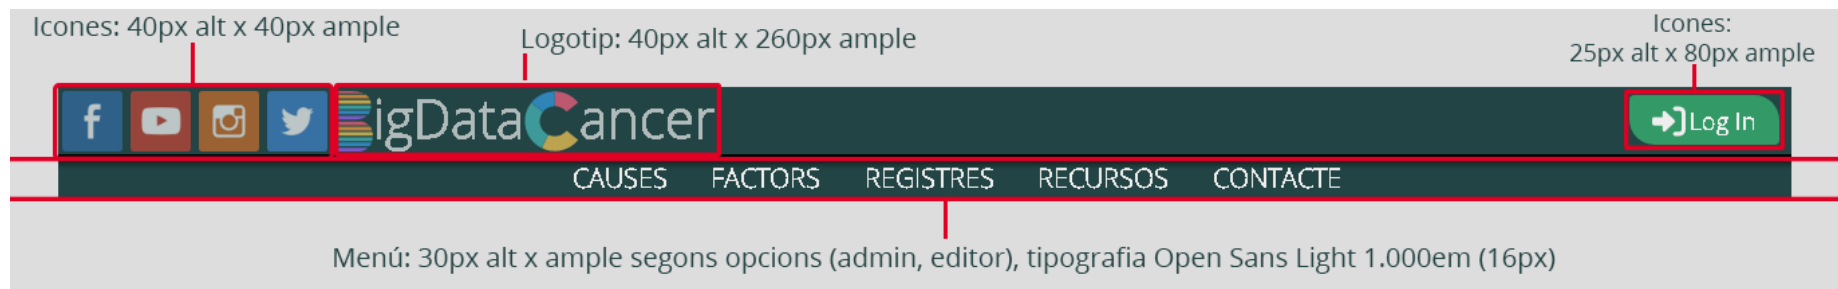 Icones: 40px alt x 40px ample
Logotip: 40px alt x 260px ample
Icones:
25px alt x 80px ample
f BigDataCancer Log In
CAUSES FACTORS REGISTRES RECURSOS CONTACTE
Menú: 30px alt x ample segons opcions (admin, editor), tipografia Open Sans Light 1.000em (16px)